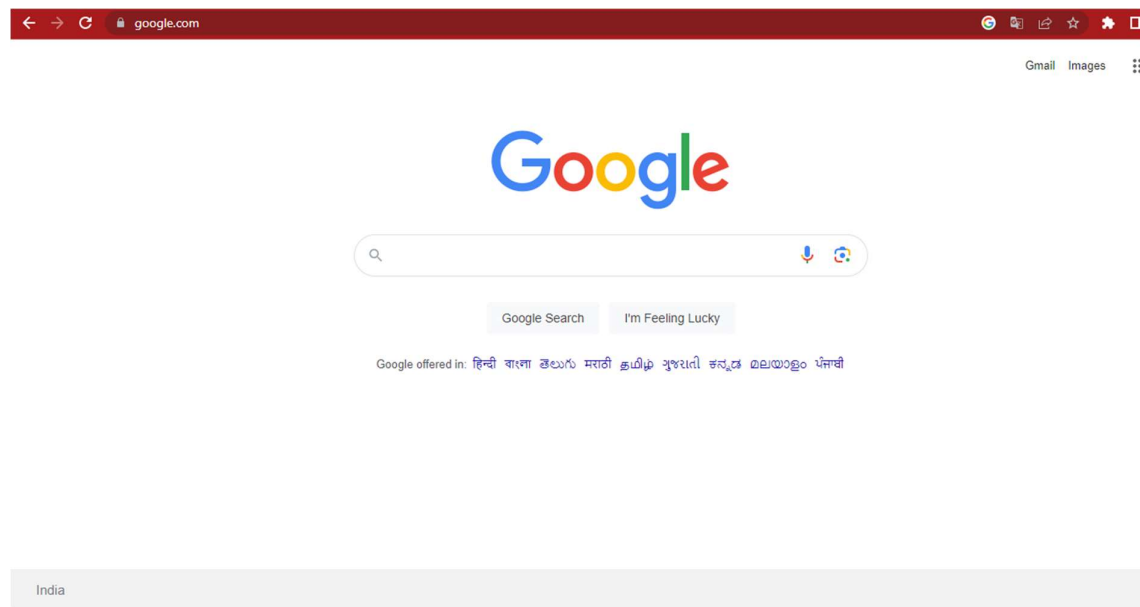 google.com
Gmail Images
Google
Google Search I'm Feeling Lucky
Google offered in: हिन्दी বাংলা తెలుగు मराठी தமிழ் ગુજરાતી ಕನ್ನಡ മലയാളം ਪੰਜਾਬੀ
India